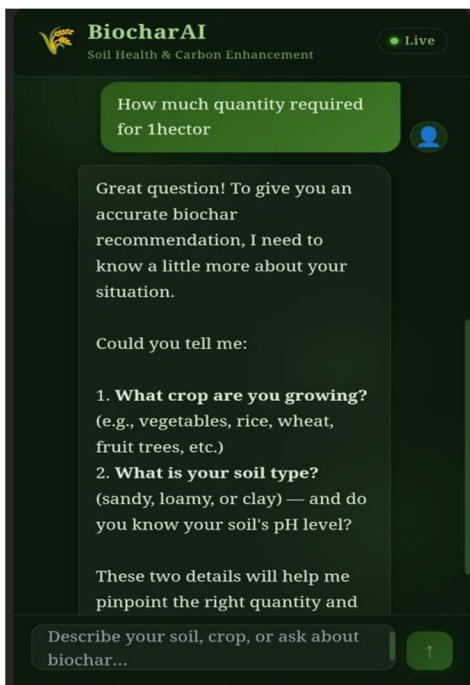 BiocharAI
Soil Health & Carbon Enhancement
Live
How much quantity required
for 1hector
Great question! To give you an
accurate biochar
recommendation, I need to
know a little more about your
situation.
Could you tell me:
1. What crop are you growing?
(e.g., vegetables, rice, wheat,
fruit trees, etc.)
2. What is your soil type?
(sandy, loamy, or clay) — and do
you know your soil's pH level?
These two details will help me
pinpoint the right quantity and
Describe your soil, crop, or ask about
biochar...
↑